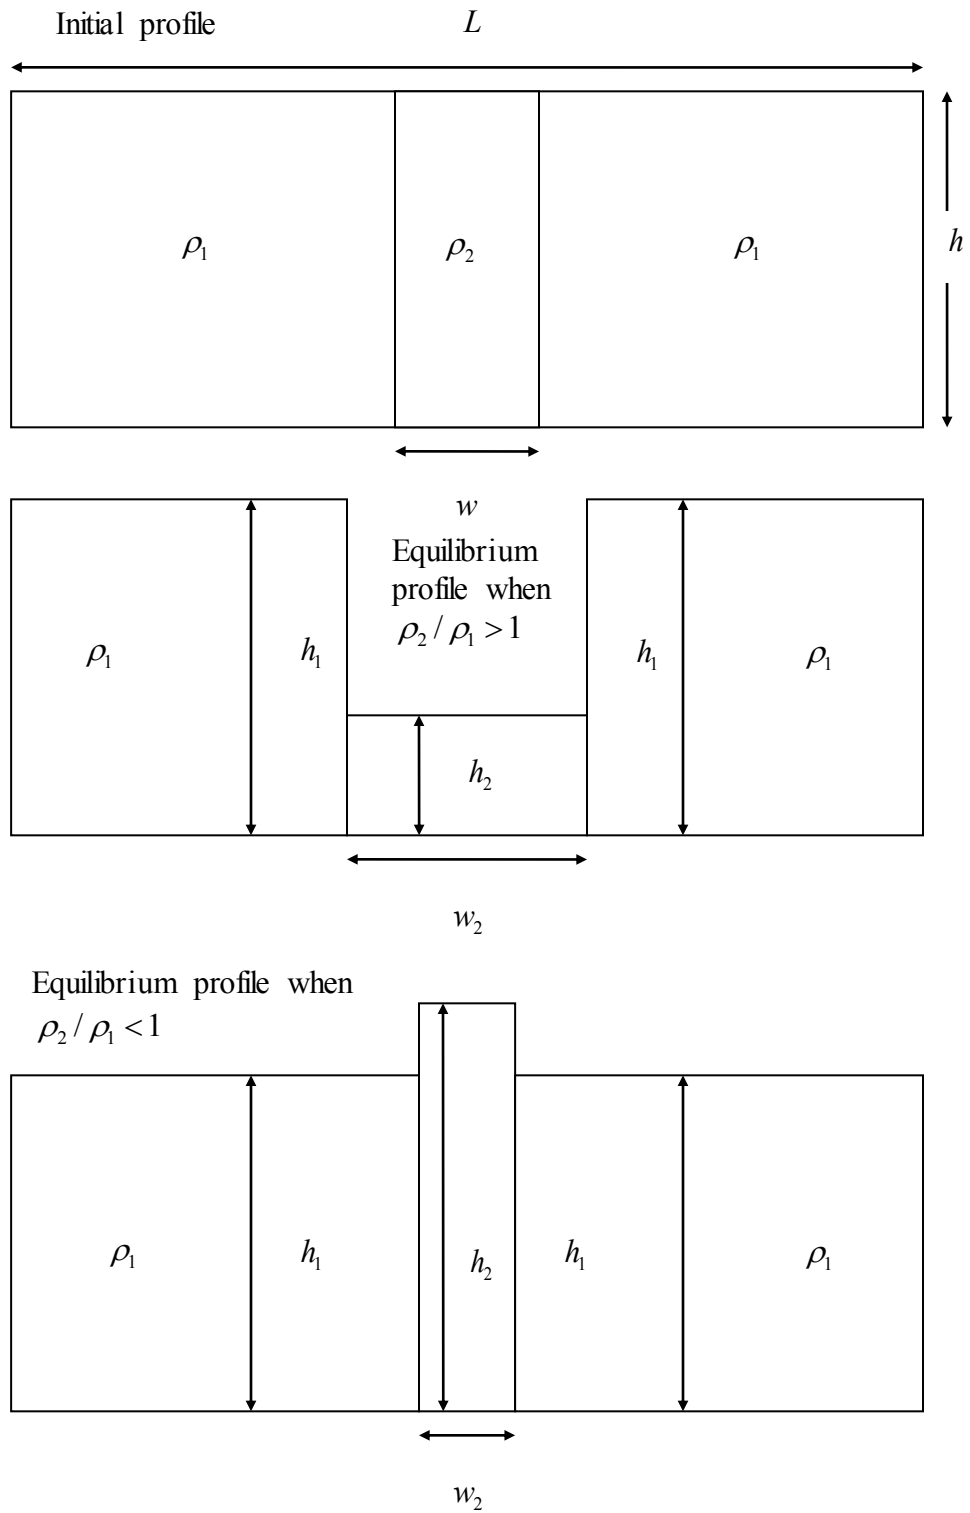 Initial profile
L
ρ₁ ρ₂ ρ₁
h
w
Equilibrium
profile when
ρ₂ / ρ₁ > 1
ρ₁ h₁ h₁ ρ₁
h₂
w₂
Equilibrium profile when
ρ₂ / ρ₁ < 1
ρ₁ h₁ h₂ h₁ ρ₁
w₂